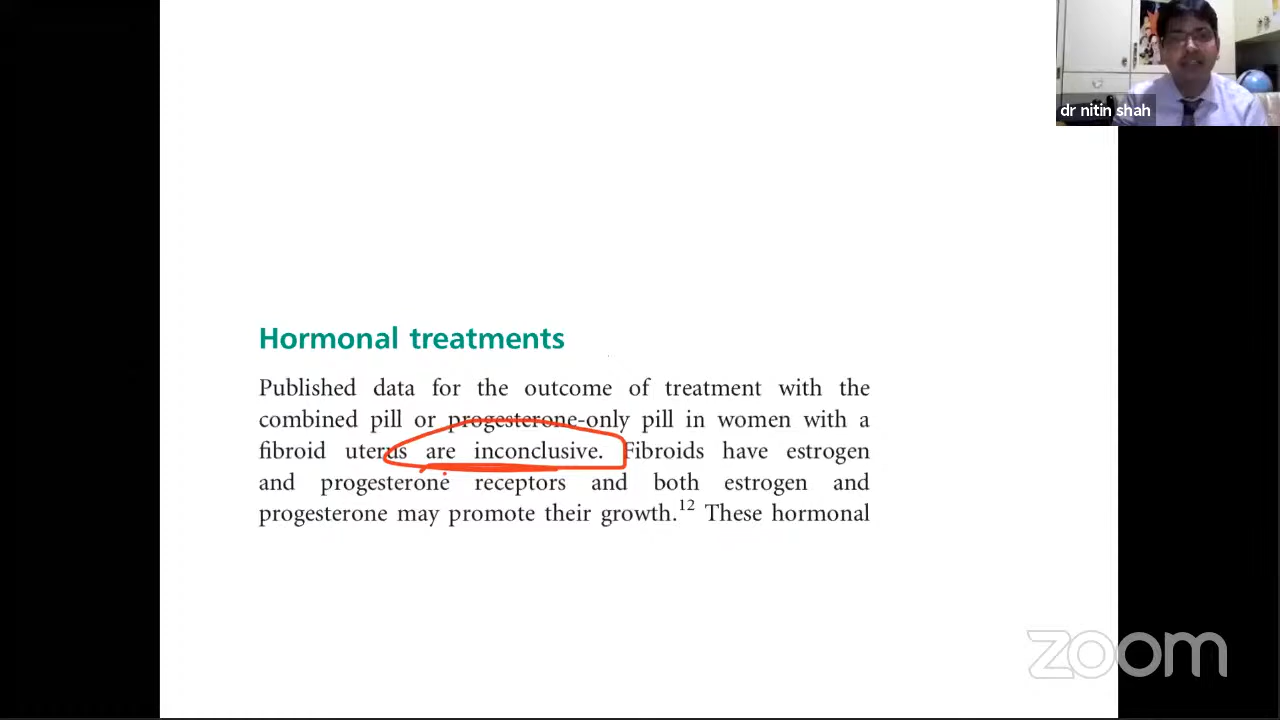 dr nitin shah
Hormonal treatments
Published data for the outcome of treatment with the
combined pill or progesterone-only pill in women with a
fibroid uterus are inconclusive. Fibroids have estrogen
and progesterone receptors and both estrogen and
progesterone may promote their growth.12 These hormonal
zoom